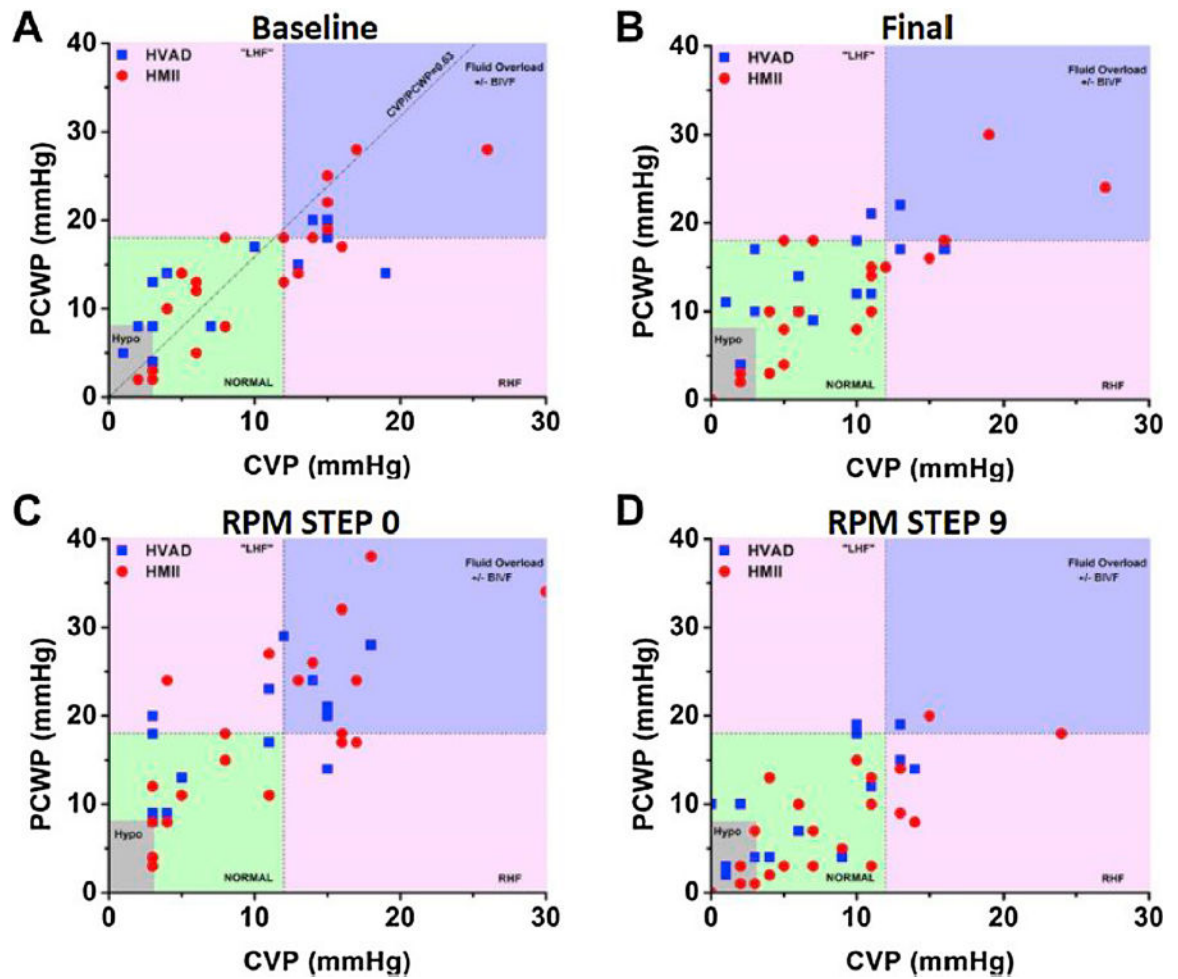 A Baseline
PCWP (mmHg)
40
30
20
10
0
HVAD
HMII
"LHF"
CVP/PCWP=0.63
Fluid Overload
+/- BIVF
Hypo
NORMAL
RHF
0 10 20 30
CVP (mmHg)
B Final
PCWP (mmHg)
40
30
20
10
0
HVAD
HMII
"LHF"
Fluid Overload
+/- BIVF
Hypo
NORMAL
RHF
0 10 20 30
CVP (mmHg)
C RPM STEP 0
PCWP (mmHg)
40
30
20
10
0
HVAD
HMII
"LHF"
Fluid Overload
+/- BIVF
Hypo
NORMAL
RHF
0 10 20 30
CVP (mmHg)
D RPM STEP 9
PCWP (mmHg)
40
30
20
10
0
HVAD
HMII
"LHF"
Fluid Overload
+/- BIVF
Hypo
NORMAL
RHF
0 10 20 30
CVP (mmHg)